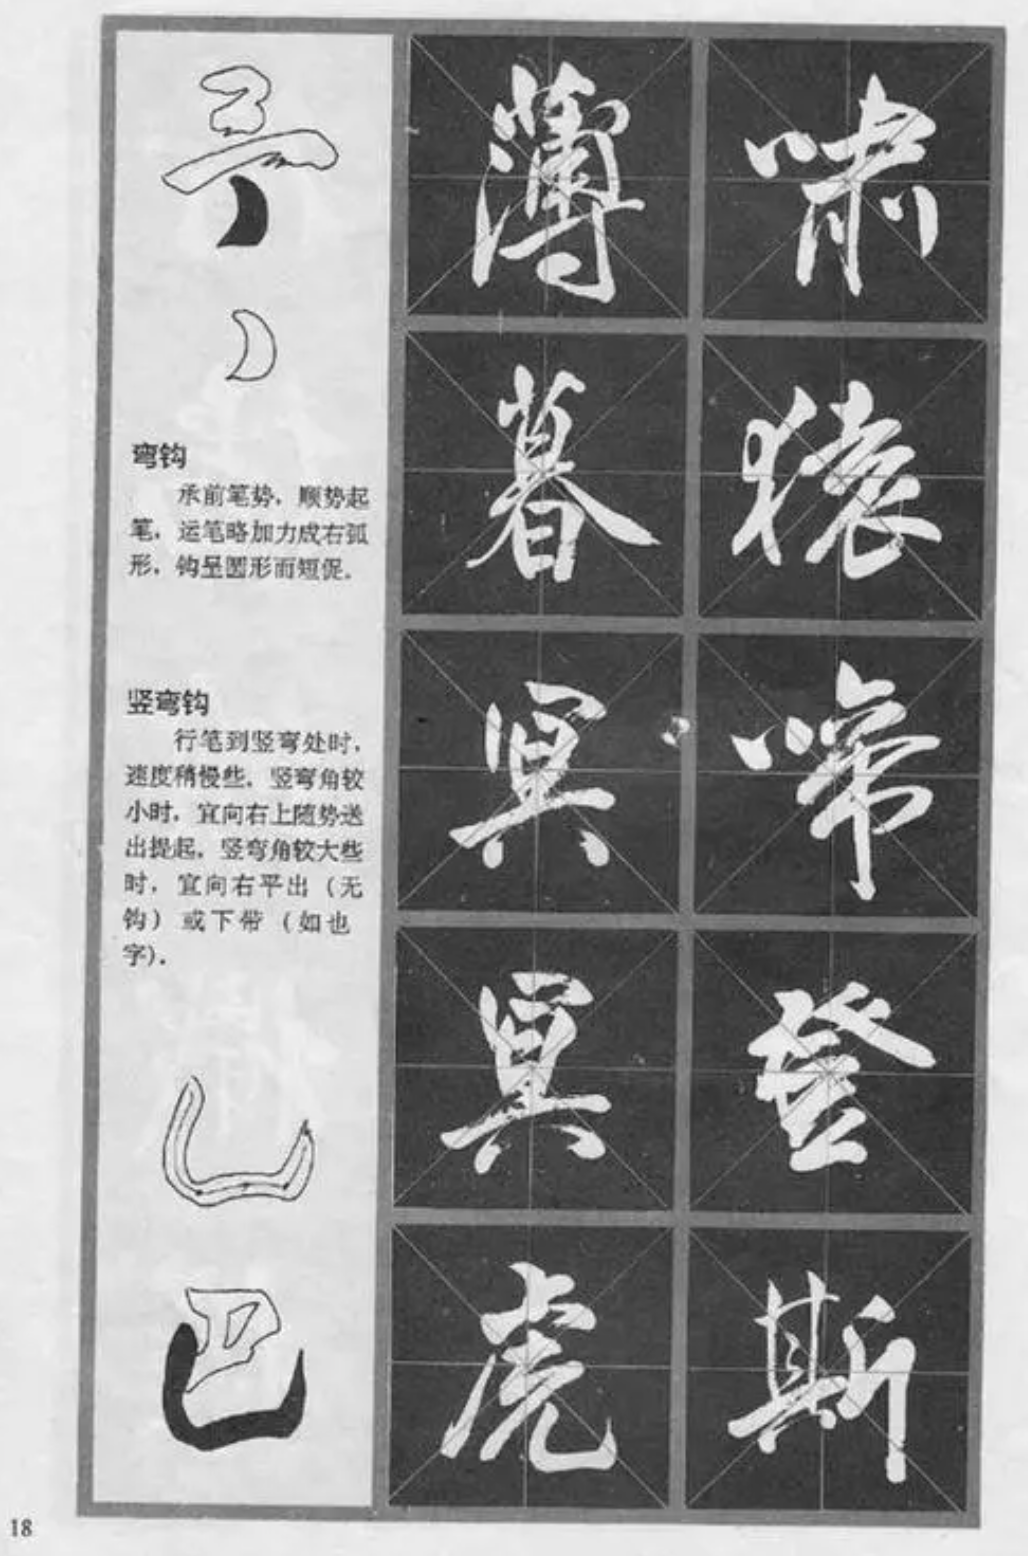 弯钩
承前笔势，顺势起
笔，运笔略加力成右弧
形，钩呈圆形而短促。
竖弯钩
行笔到竖弯处时，
速度稍慢些，竖弯角较
小时，宜向右上随势送
出提起，竖弯角较大些
时，宜向右平出（无
钩）或下带（如也
字）。
巴
薄暮冥冥虎
啸猿啼登斯
18